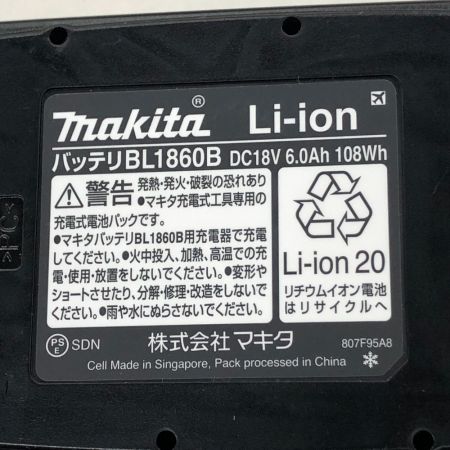 makita® Li-ion
バッテリBL1860B DC18V 6.0Ah 108Wh
警告 発熱・発火・破裂の恐れあり
●マキタ充電式工具専用の
充電式電池パックです。
●マキタバッテリBL1860B用充電器で充電
してください。●火中投入、加熱、高温での充
電・使用・放置をしないでください。●変形や
ショートさせたり、分解・修理・改造をしないで
ください。●雨や水にぬらさないでください。
Li-ion 20
リチウムイオン電池
はリサイクルへ
PSE SDN 株式会社マキタ 807F95A8
Cell Made in Singapore, Pack processed in China